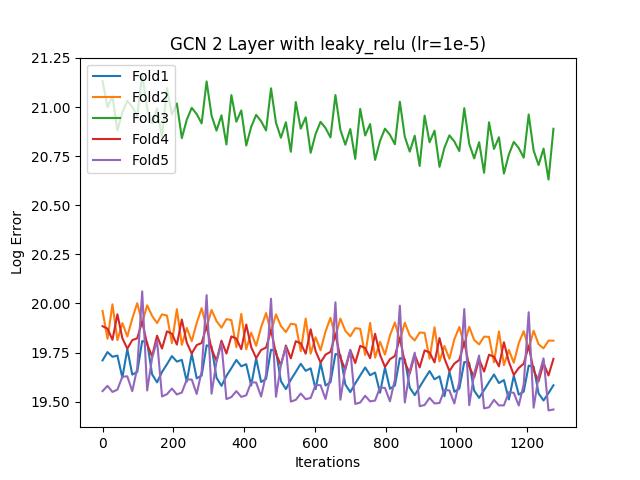 GCN 2 Layer with leaky_relu (lr=1e-5)
21.25
21.00
20.75
20.50
20.25
20.00
19.75
19.50
Log Error
Fold1
Fold2
Fold3
Fold4
Fold5
0 200 400 600 800 1000 1200
Iterations